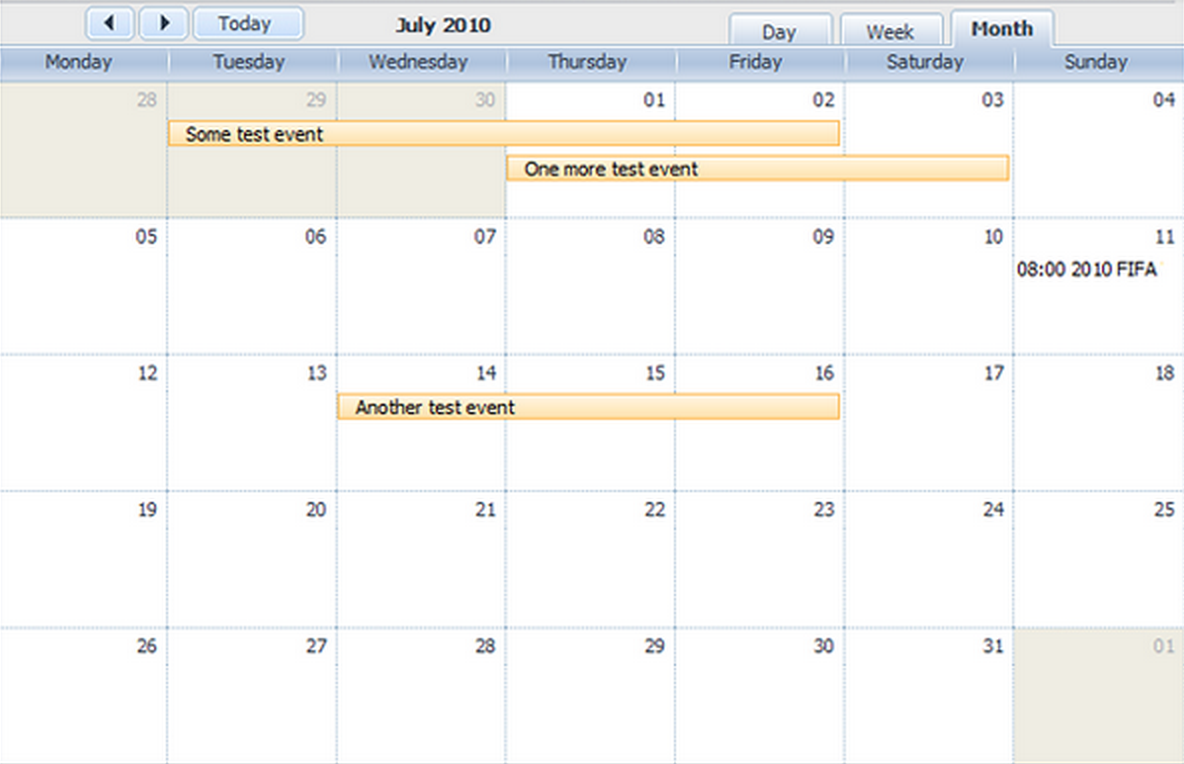 Today July 2010 Day Week Month
Monday Tuesday Wednesday Thursday Friday Saturday Sunday
28 29 30 01 02 03 04
Some test event
One more test event
05 06 07 08 09 10 11
08:00 2010 FIFA
12 13 14 15 16 17 18
Another test event
19 20 21 22 23 24 25
26 27 28 29 30 31 01